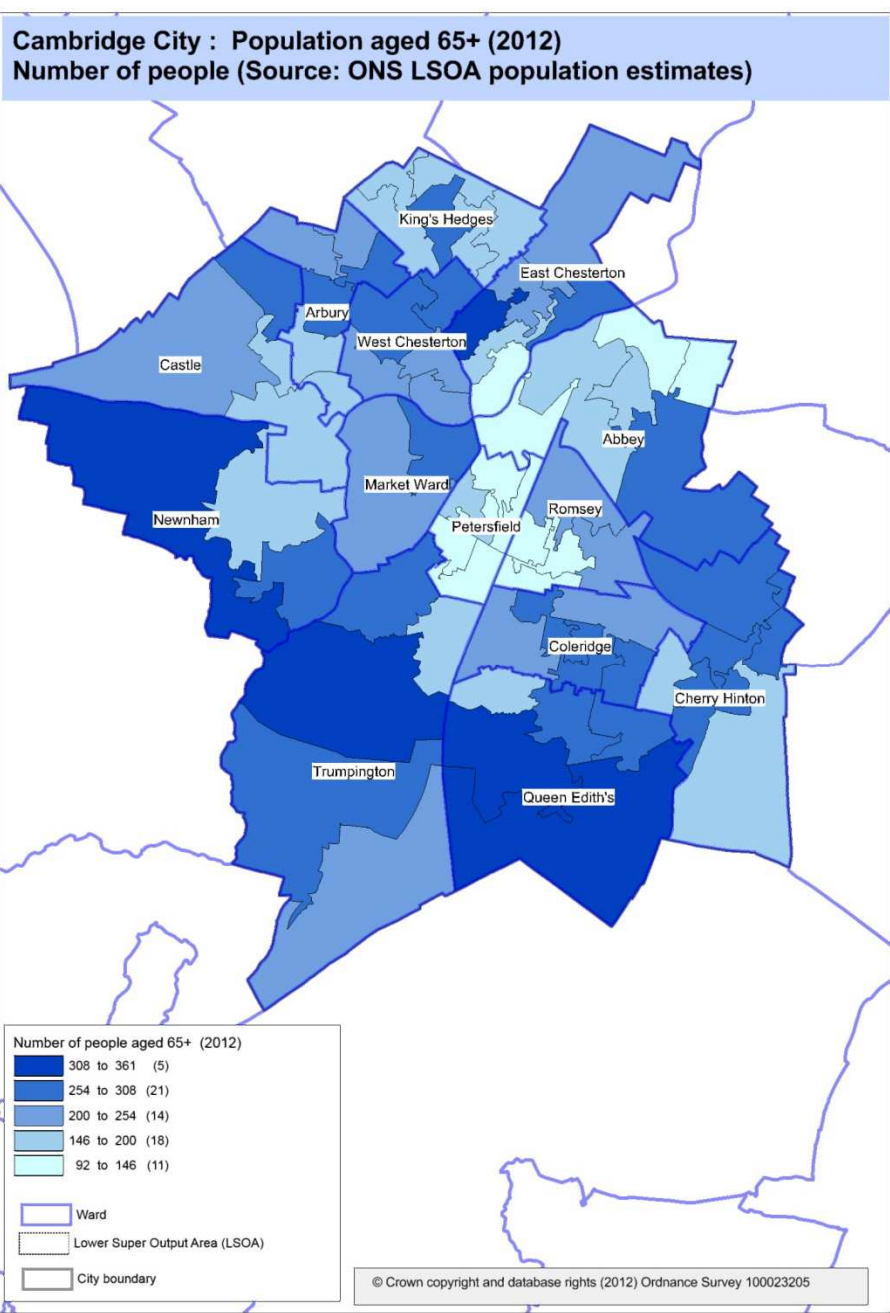 Cambridge City : Population aged 65+ (2012)
Number of people (Source: ONS LSOA population estimates)
King's Hedges
East Chesterton
Arbury
West Chesterton
Castle
Abbey
Market Ward
Romsey
Newnham
Petersfield
Coleridge
Cherry Hinton
Trumpington
Queen Edith's
Number of people aged 65+ (2012)
308 to 361 (5)
254 to 308 (21)
200 to 254 (14)
146 to 200 (18)
92 to 146 (11)
Ward
Lower Super Output Area (LSOA)
City boundary
© Crown copyright and database rights (2012) Ordnance Survey 100023205